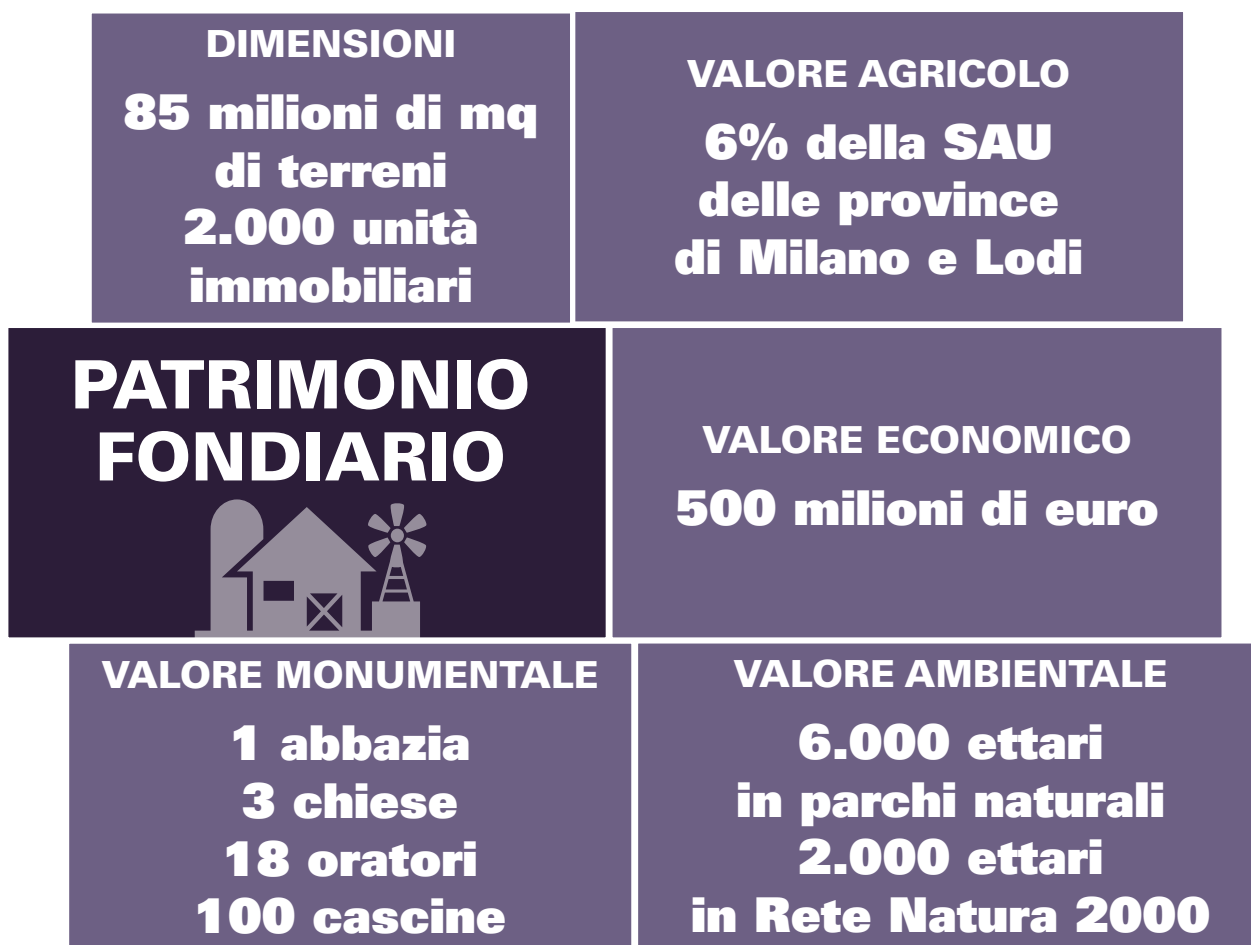 DIMENSIONI
85 milioni di mq
di terreni
2.000 unità
immobiliari
VALORE AGRICOLO
6% della SAU
delle province
di Milano e Lodi
PATRIMONIO
FONDIARIO
VALORE ECONOMICO
500 milioni di euro
VALORE MONUMENTALE
1 abbazia
3 chiese
18 oratori
100 cascine
VALORE AMBIENTALE
6.000 ettari
in parchi naturali
2.000 ettari
in Rete Natura 2000